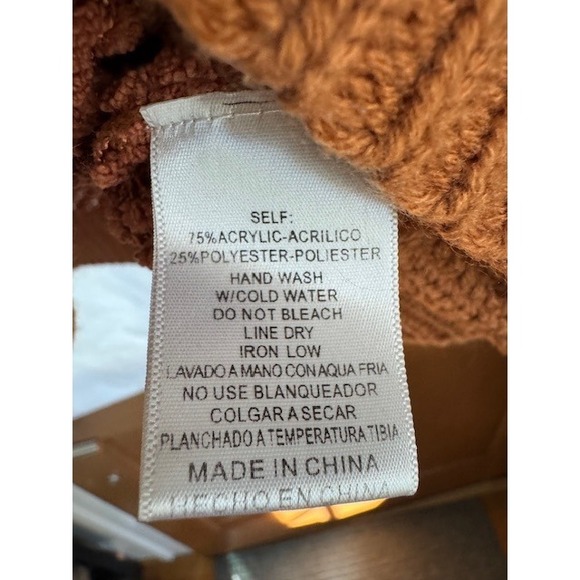 SELF:
75%ACRYLIC-ACRILICO
25%POLYESTER-POLIESTER
HAND WASH
W/COLD WATER
DO NOT BLEACH
LINE DRY
IRON LOW
LAVADO A MANO CON AQUA FRIA
NO USE BLANQUEADOR
COLGAR A SECAR
PLANCHADO A TEMPERATURA TIBIA
MADE IN CHINA
HECHO EN CHINA